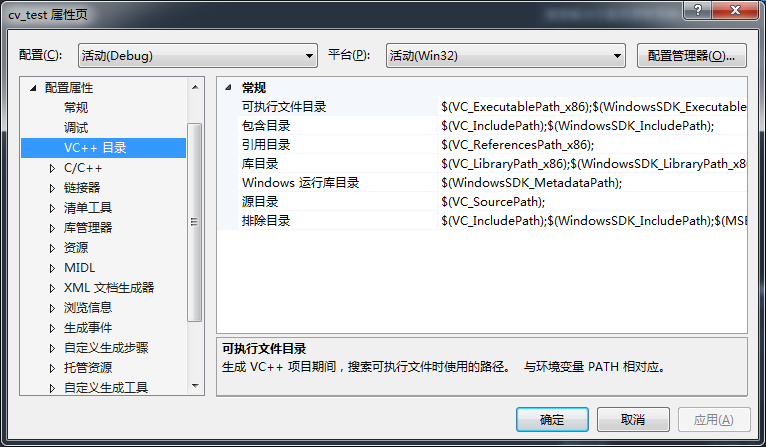 cv_test 属性页
配置(C): 活动(Debug) 平台(P): 活动(Win32) 配置管理器(O)...
配置属性
常规
调试
VC++ 目录
C/C++
链接器
清单工具
库管理器
资源
MIDL
XML 文档生成器
浏览信息
生成事件
自定义生成步骤
托管资源
自定义生成工具
常规
可执行文件目录 $(VC_ExecutablePath_x86);$(WindowsSDK_Executable
包含目录 $(VC_IncludePath);$(WindowsSDK_IncludePath);
引用目录 $(VC_ReferencesPath_x86);
库目录 $(VC_LibraryPath_x86);$(WindowsSDK_LibraryPath_x86
Windows 运行库目录 $(WindowsSDK_MetadataPath);
源目录 $(VC_SourcePath);
排除目录 $(VC_IncludePath);$(WindowsSDK_IncludePath);$(MSB
可执行文件目录
生成 VC++ 项目期间，搜索可执行文件时使用的路径。 与环境变量 PATH 相对应。
确定 取消 应用(A)